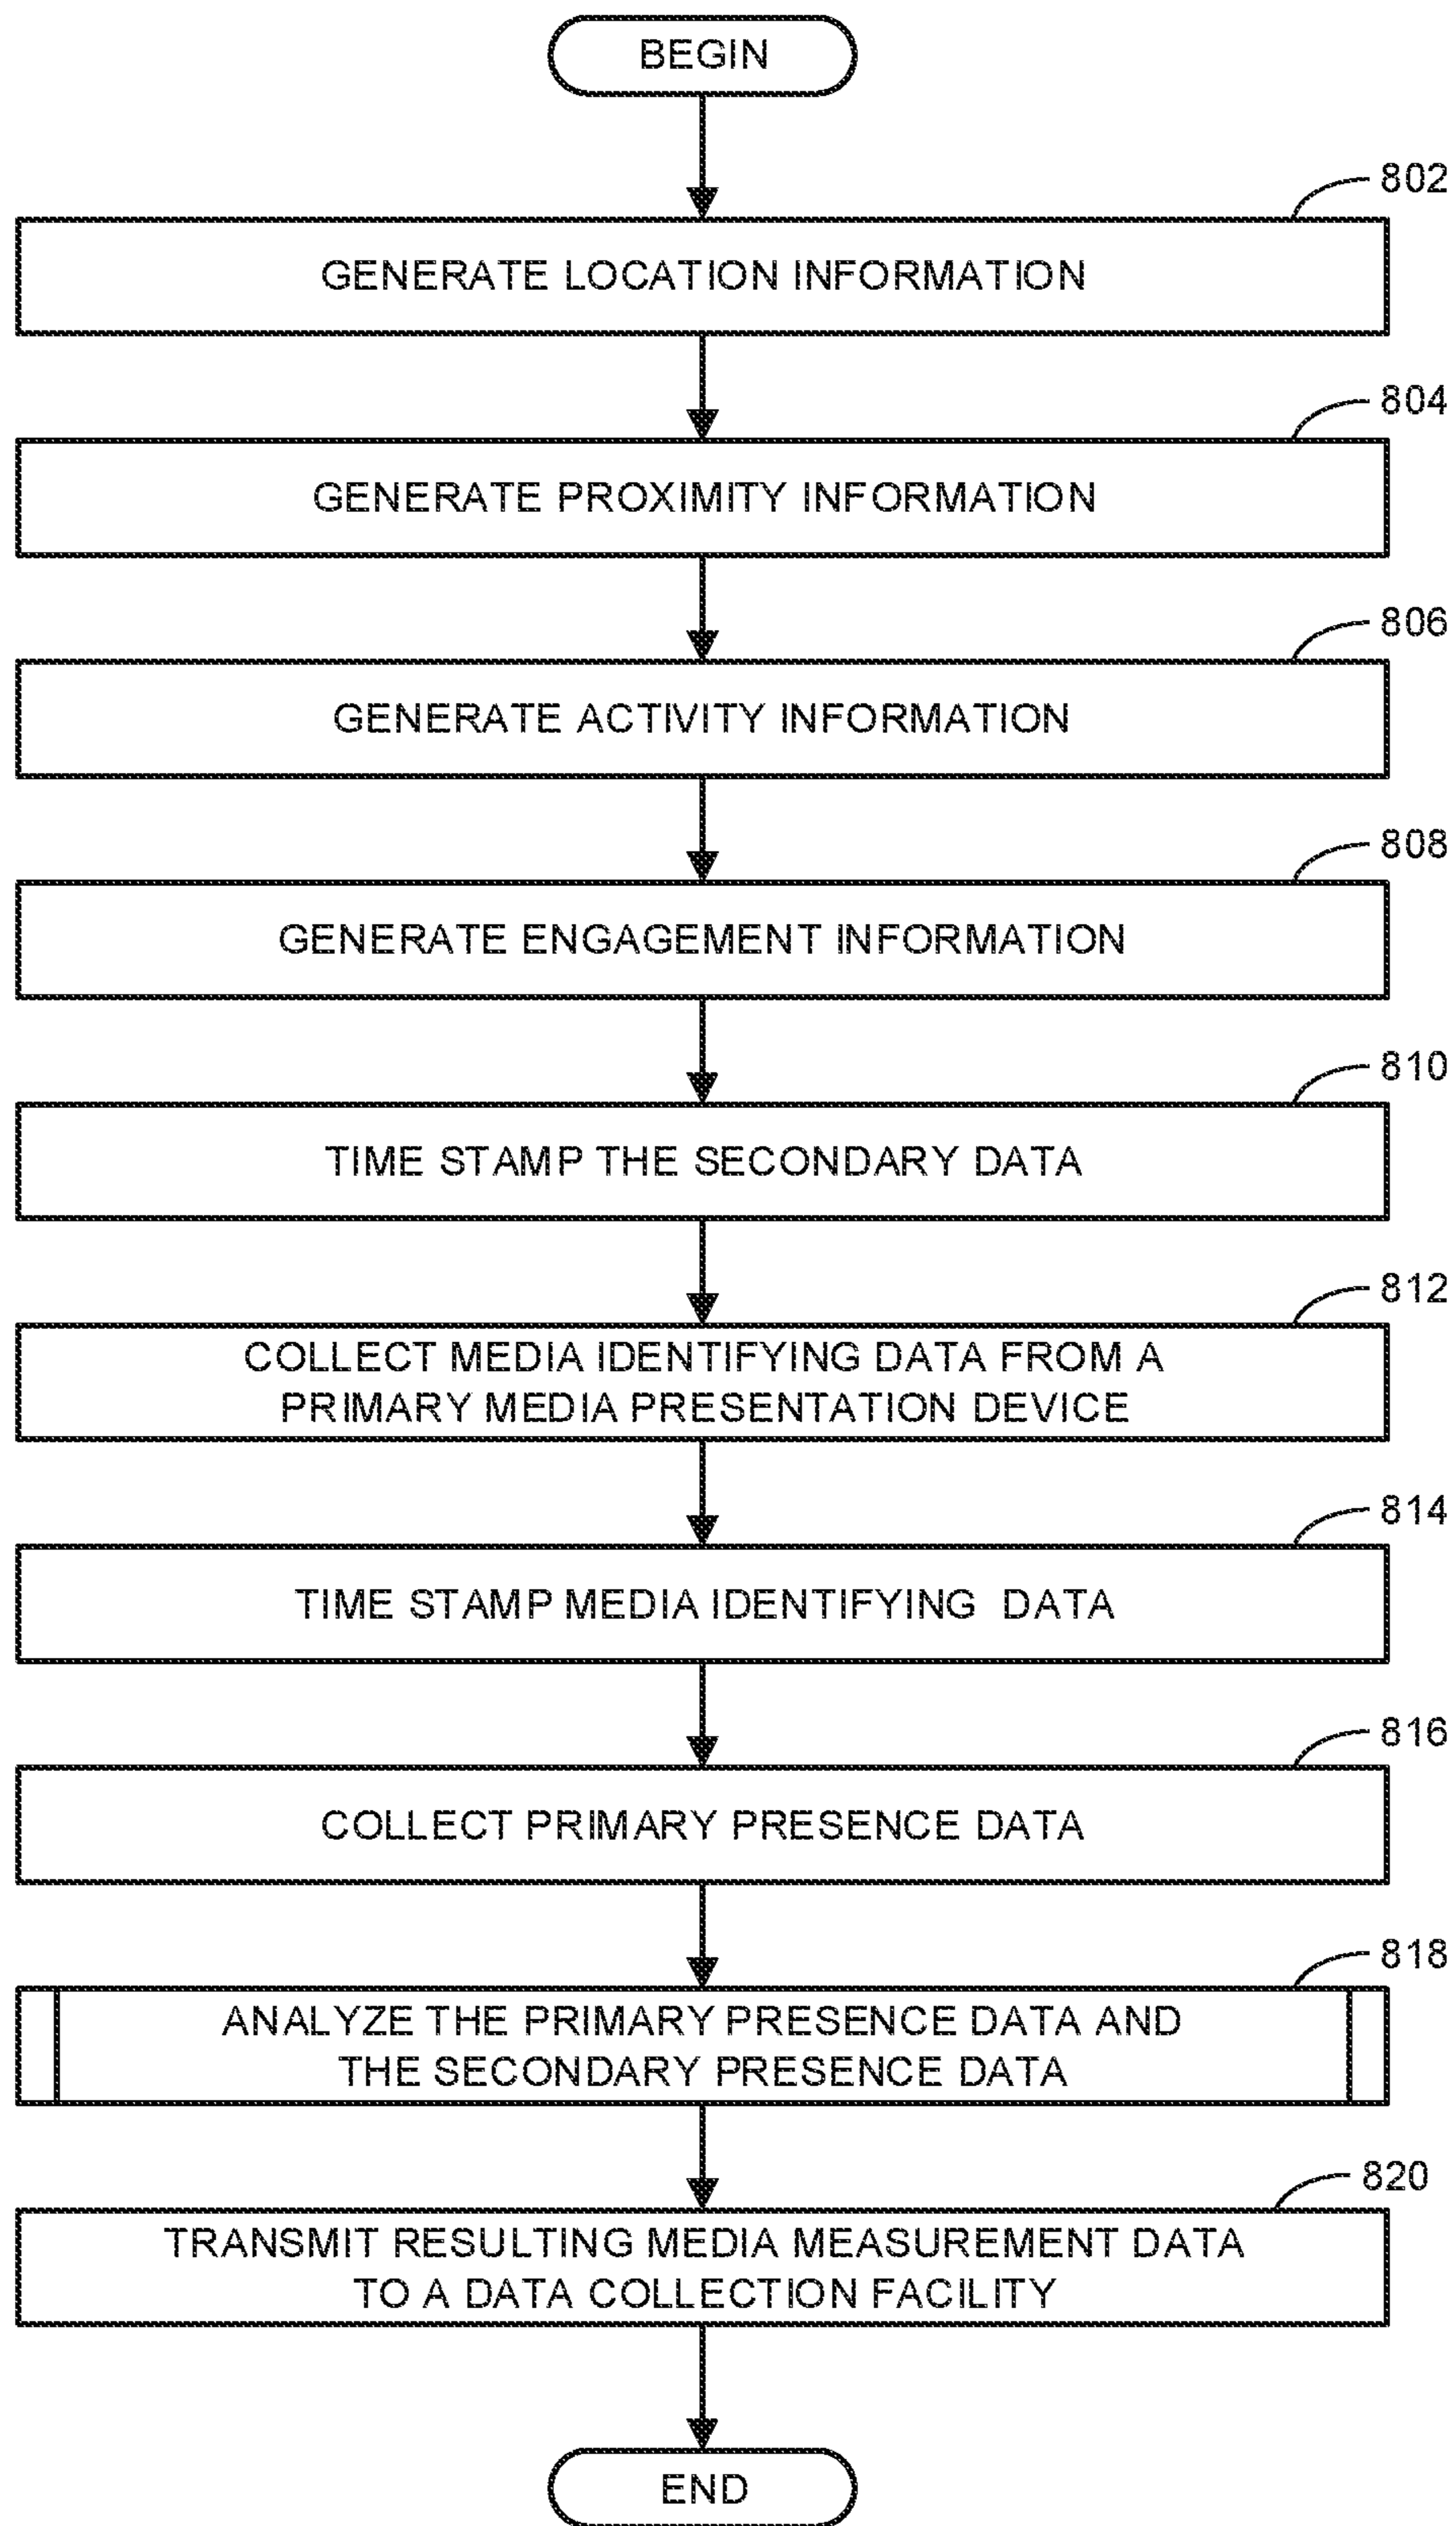 BEGIN
802
GENERATE LOCATION INFORMATION
804
GENERATE PROXIMITY INFORMATION
806
GENERATE ACTIVITY INFORMATION
808
GENERATE ENGAGEMENT INFORMATION
810
TIME STAMP THE SECONDARY DATA
812
COLLECT MEDIA IDENTIFYING DATA FROM A
PRIMARY MEDIA PRESENTATION DEVICE
814
TIME STAMP MEDIA IDENTIFYING DATA
816
COLLECT PRIMARY PRESENCE DATA
818
ANALYZE THE PRIMARY PRESENCE DATA AND
THE SECONDARY PRESENCE DATA
820
TRANSMIT RESULTING MEDIA MEASUREMENT DATA
TO A DATA COLLECTION FACILITY
END